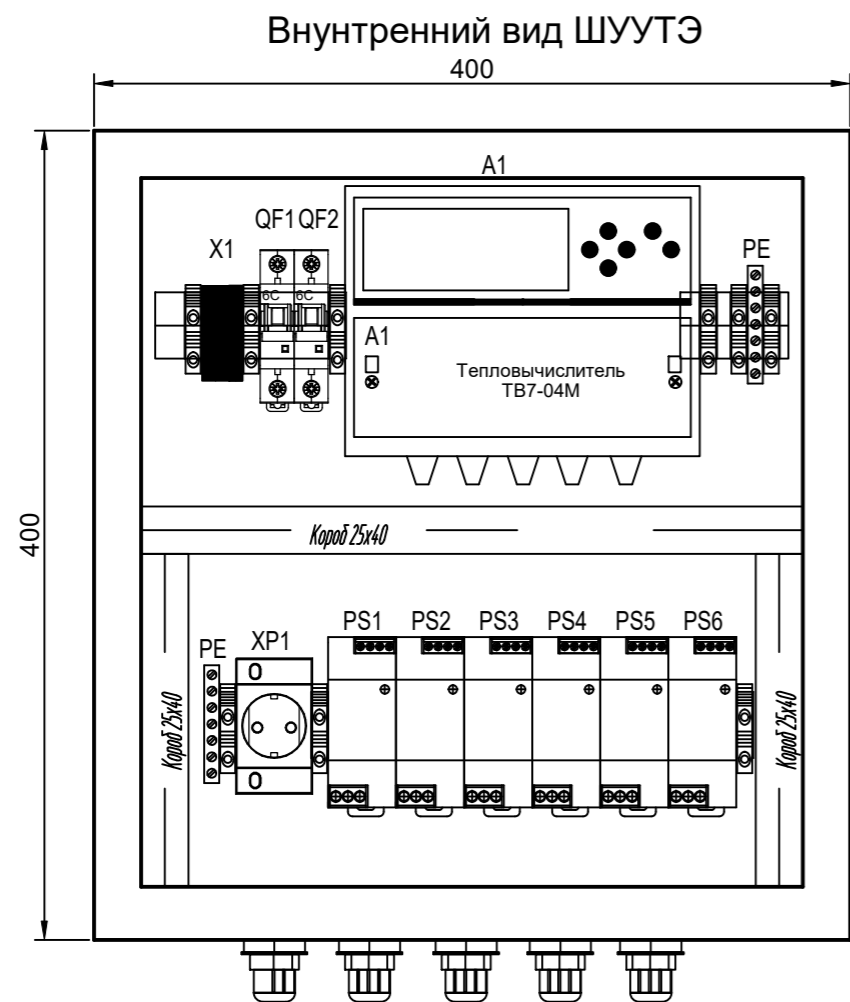 Внунтренний вид ШУУТЭ
400
A1
QF1 QF2
X1
PE
6C 6C
A1
Тепловычислитель
ТВ7-04М
400
Короб 25х40
PS1 PS2 PS3 PS4 PS5 PS6
PE XP1
Короб 25х40
Короб 25х40